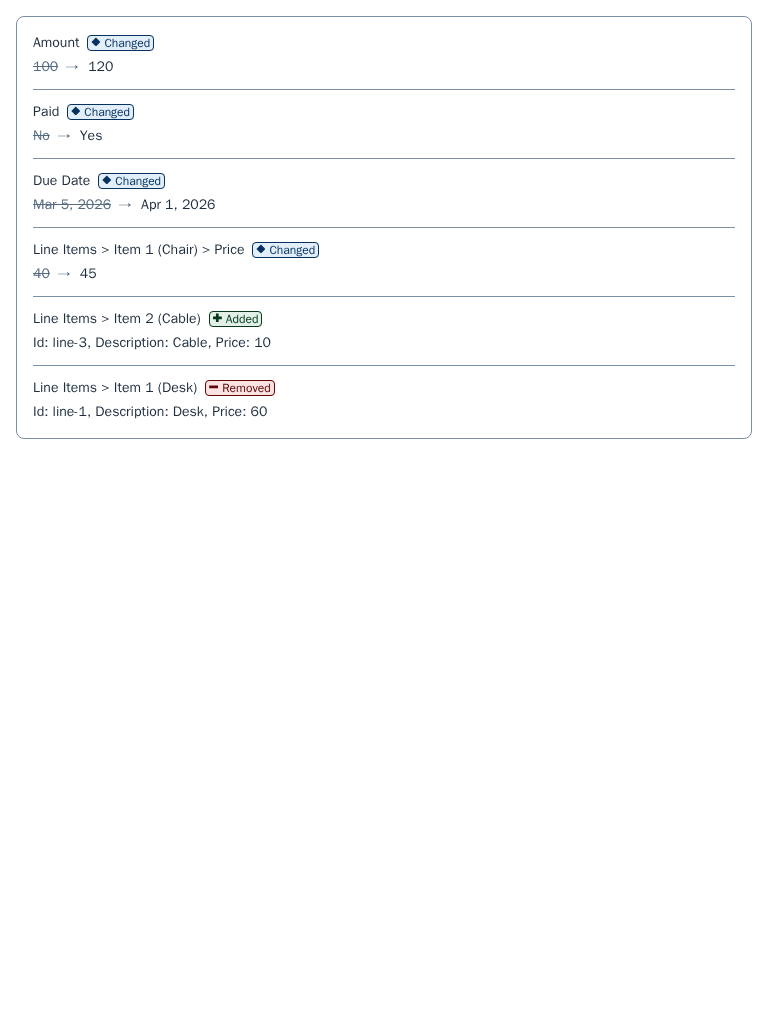 Amount Changed
100 → 120
Paid Changed
No → Yes
Due Date Changed
Mar 5, 2026 → Apr 1, 2026
Line Items > Item 1 (Chair) > Price Changed
40 → 45
Line Items > Item 2 (Cable) Added
Id: line-3, Description: Cable, Price: 10
Line Items > Item 1 (Desk) Removed
Id: line-1, Description: Desk, Price: 60